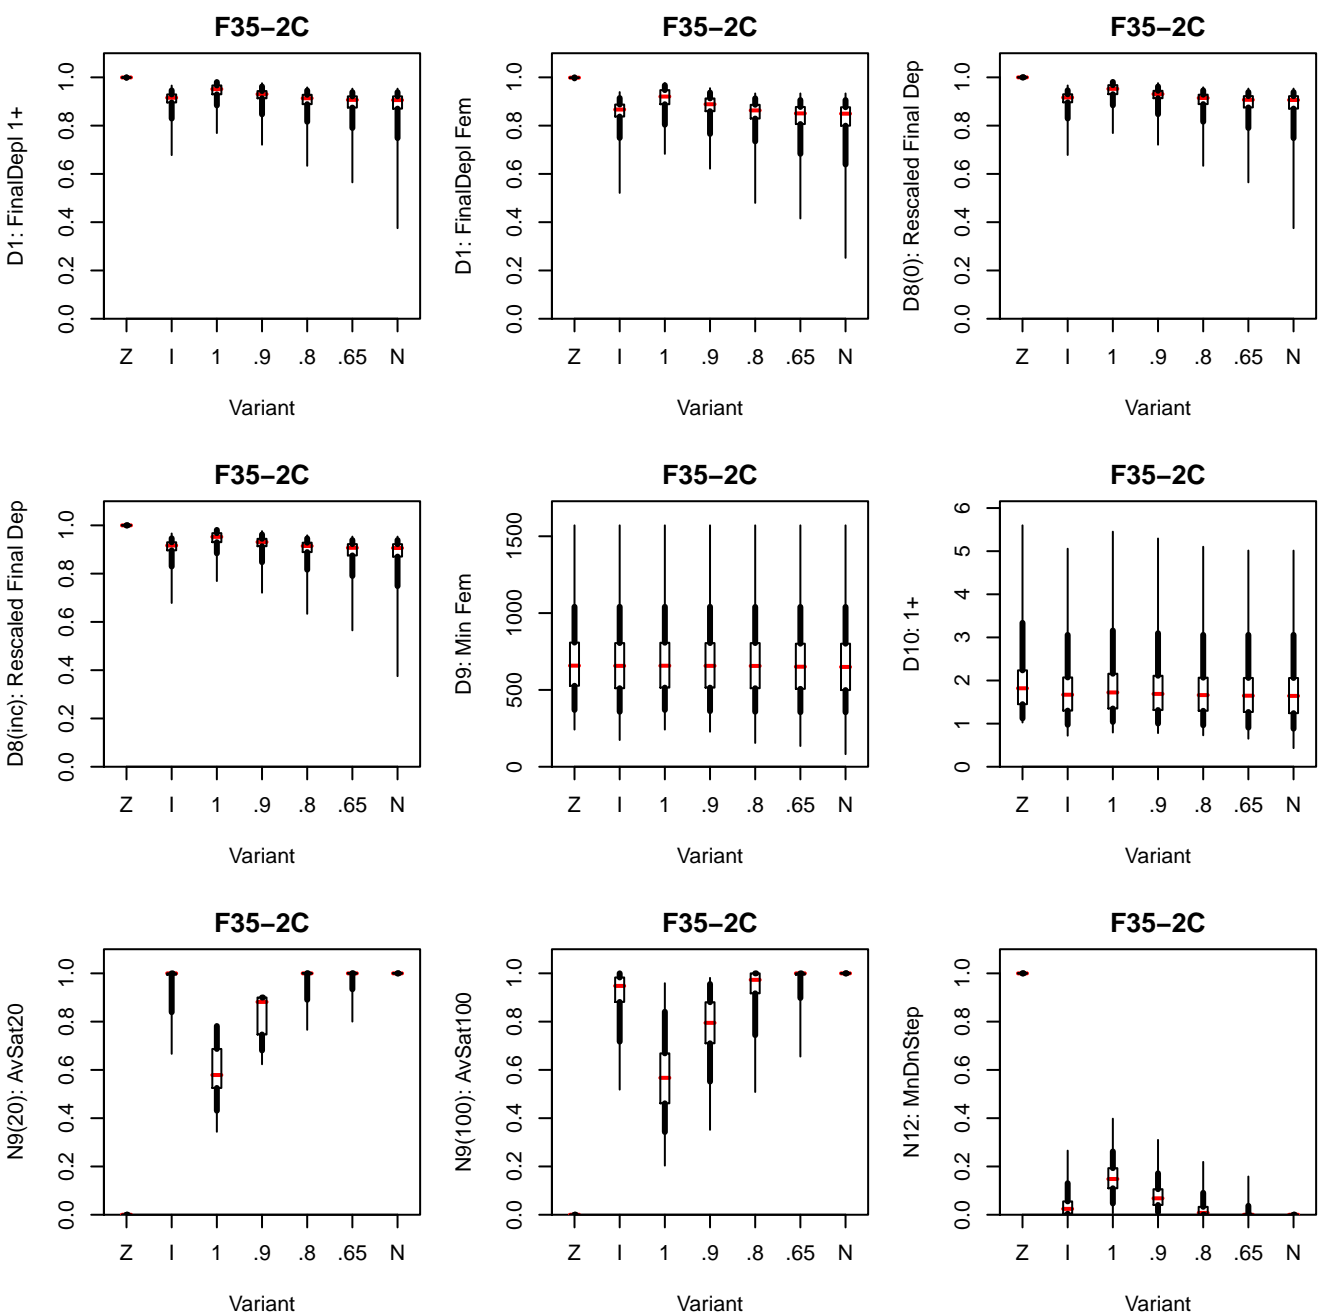 F35−2C
F35−2C
F35−2C
D1: FinalDepl 1+
0.0 0.2 0.4 0.6 0.8 1.0
Z I 1 .9 .8 .65 N
Variant
D1: FinalDepl Fem
0.0 0.2 0.4 0.6 0.8 1.0
Z I 1 .9 .8 .65 N
Variant
D8(0): Rescaled Final Dep
0.0 0.2 0.4 0.6 0.8 1.0
Z I 1 .9 .8 .65 N
Variant
F35−2C
F35−2C
F35−2C
D8(inc): Rescaled Final Dep
0.0 0.2 0.4 0.6 0.8 1.0
Z I 1 .9 .8 .65 N
Variant
D9: Min Fem
0 500 1000 1500
Z I 1 .9 .8 .65 N
Variant
D10: 1+
0 1 2 3 4 5 6
Z I 1 .9 .8 .65 N
Variant
F35−2C
F35−2C
F35−2C
N9(20): AvSat20
0.0 0.2 0.4 0.6 0.8 1.0
Z I 1 .9 .8 .65 N
Variant
N9(100): AvSat100
0.0 0.2 0.4 0.6 0.8 1.0
Z I 1 .9 .8 .65 N
Variant
N12: MnDnStep
0.0 0.2 0.4 0.6 0.8 1.0
Z I 1 .9 .8 .65 N
Variant